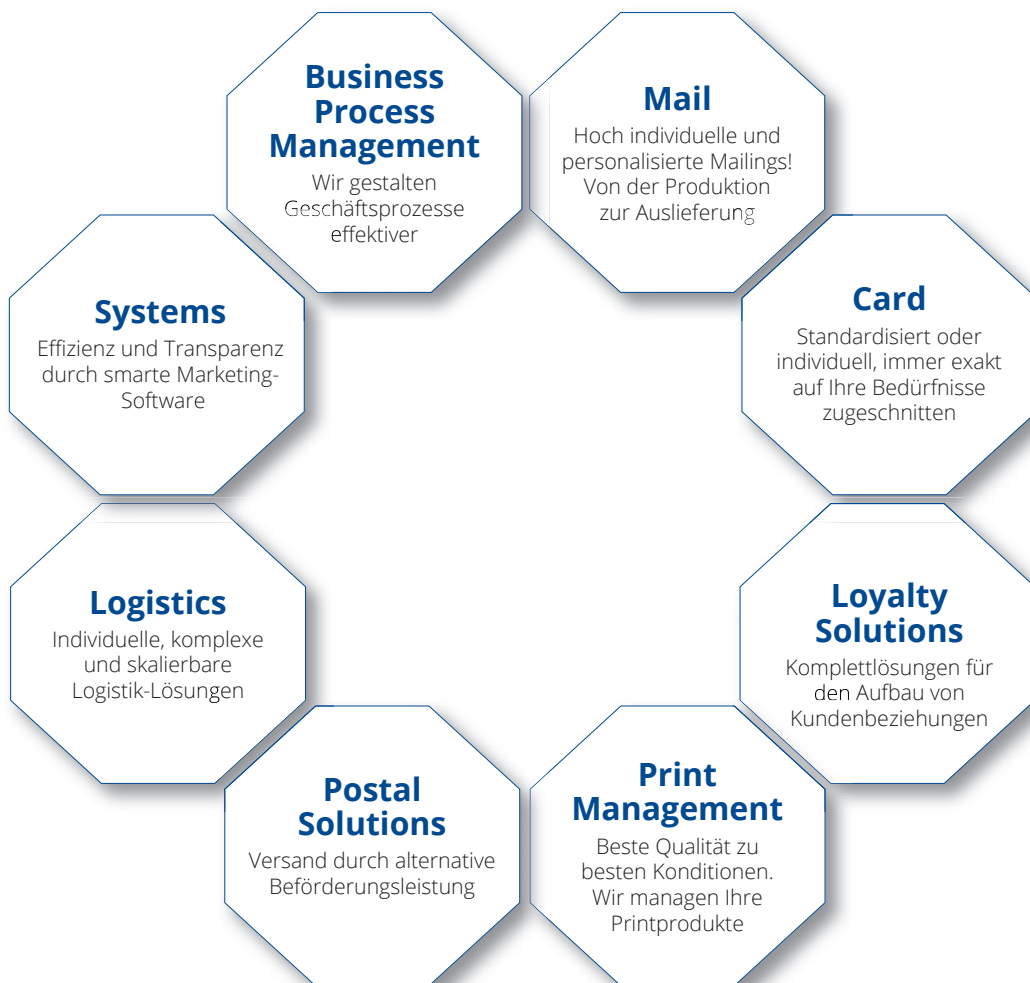 Business
Process
Management
Wir gestalten
Geschäftsprozesse
effektiver
Mail
Hoch individuelle und
personalisierte Mailings!
Von der Produktion
zur Auslieferung
Systems
Effizienz und Transparenz
durch smarte Marketing-
Software
Card
Standardisiert oder
individuell, immer exakt
auf Ihre Bedürfnisse
zugeschnitten
Logistics
Individuelle, komplexe
und skalierbare
Logistik-Lösungen
Loyalty
Solutions
Komplettlösungen für
den Aufbau von
Kundenbeziehungen
Postal
Solutions
Versand durch alternative
Beförderungsleistung
Print
Management
Beste Qualität zu
besten Konditionen.
Wir managen Ihre
Printprodukte